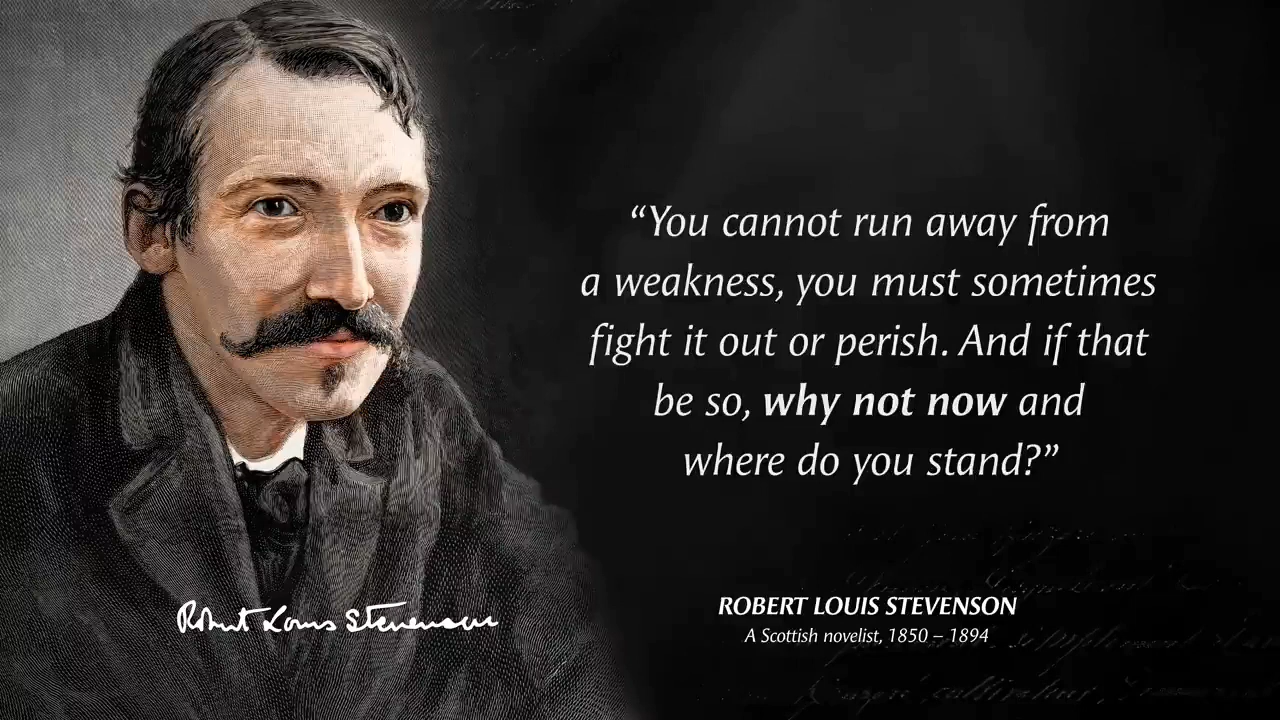 “You cannot run away from
a weakness, you must sometimes
fight it out or perish. And if that
be so, why not now and
where do you stand?”
Robert Louis Stevenson
ROBERT LOUIS STEVENSON
A Scottish novelist, 1850 – 1894